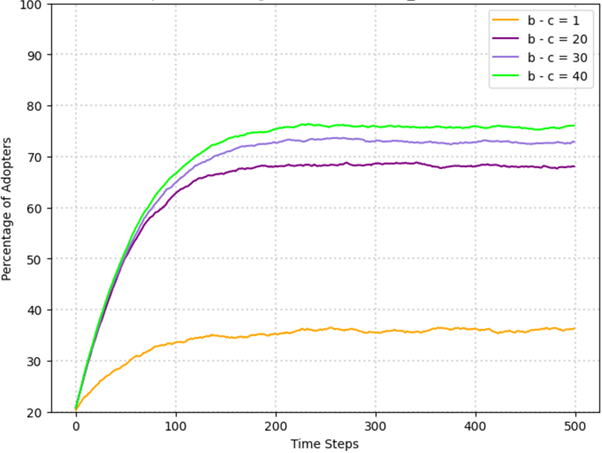 100
90
80
70
60
50
40
30
20
Percentage of Adopters
b - c = 1
b - c = 20
b - c = 30
b - c = 40
0 100 200 300 400 500
Time Steps